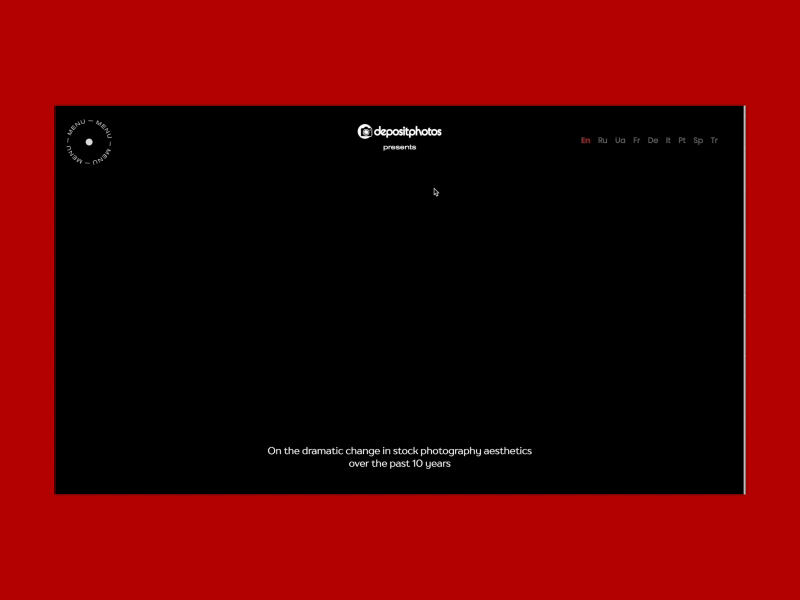 MENU — MENU — MENU — MENU —
depositphotos
presents
En Ru Ua Fr De It Pt Sp Tr
On the dramatic change in stock photography aesthetics
over the past 10 years